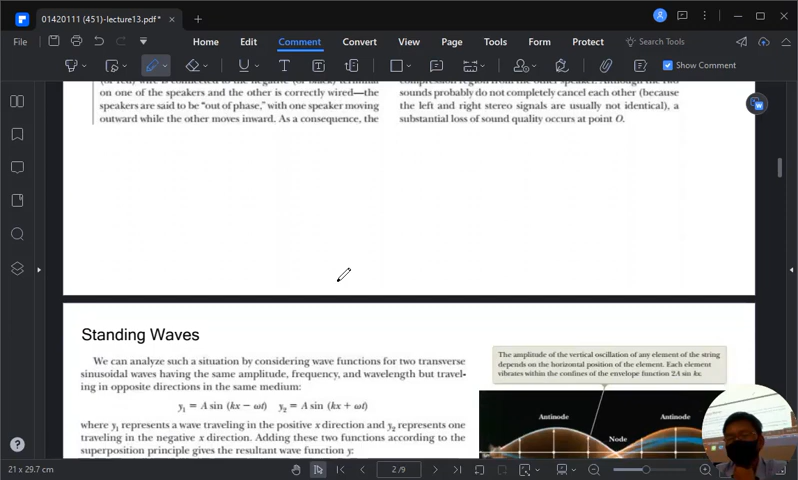 01420111 (451)-lecture13.pdf *
File
Home
Edit
Comment
Convert
View
Page
Tools
Form
Protect
Search Tools
Show Comment
on one of the speakers and the other is correctly wired—the
speakers are said to be "out of phase," with one speaker moving
outward while the other moves inward. As a consequence, the
sounds probably do not completely cancel each other (because
the left and right stereo signals are usually not identical), a
substantial loss of sound quality occurs at point O.
Standing Waves
We can analyze such a situation by considering wave functions for two transverse
sinusoidal waves having the same amplitude, frequency, and wavelength but travel-
ing in opposite directions in the same medium:
y₁ = A sin (kx − ωt) y₂ = A sin (kx + ωt)
where y₁ represents a wave traveling in the positive x direction and y₂ represents one
traveling in the negative x direction. Adding these two functions according to the
superposition principle gives the resultant wave function y:
The amplitude of the vertical oscillation of any element of the string
depends on the horizontal position of the element. Each element
vibrates within the confines of the envelope function 2A sin kx.
Antinode
Antinode
Node
21 x 29.7 cm
2 /9